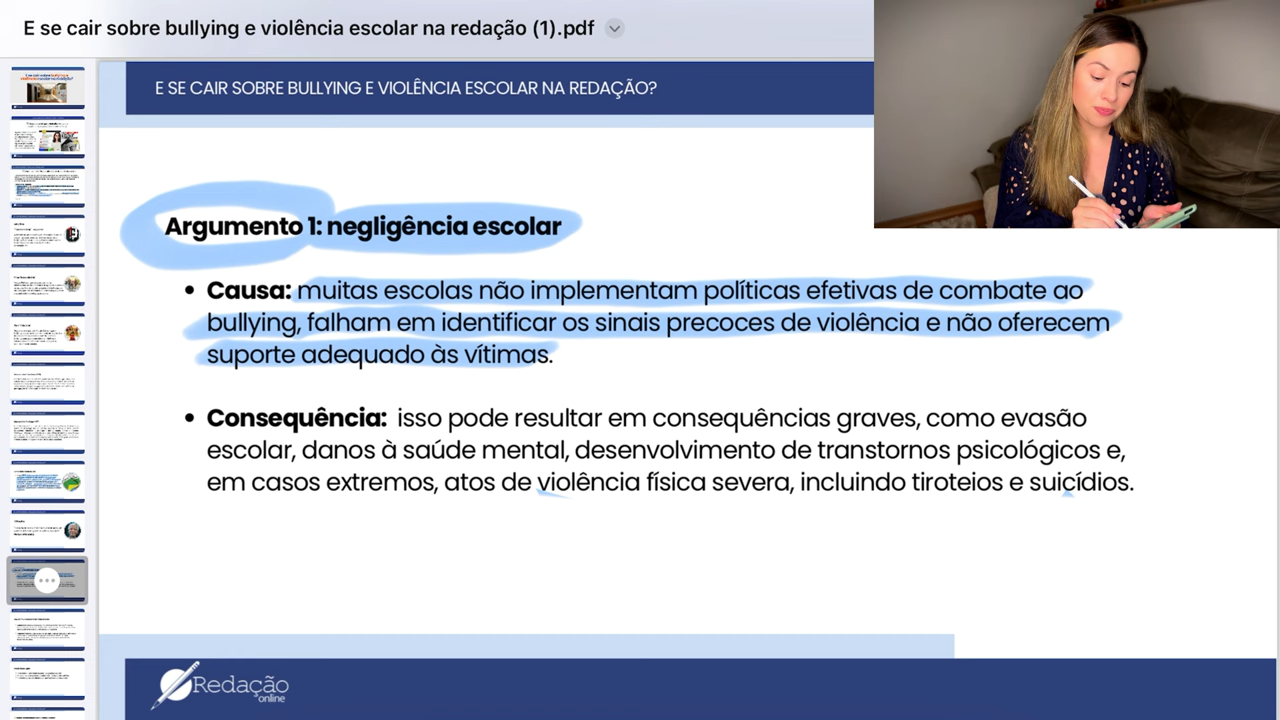 E se cair sobre bullying e violência escolar na redação (1).pdf
E SE CAIR SOBRE BULLYING E VIOLÊNCIA ESCOLAR NA REDAÇÃO?
Argumento 1: negligência escolar
• Causa: muitas escolas não implementam políticas efetivas de combate ao
bullying, falham em identificar os sinais precoces de violência e não oferecem
suporte adequado às vítimas.
• Consequência: isso pode resultar em consequências graves, como evasão
escolar, danos à saúde mental, desenvolvimento de transtornos psicológicos e,
em casos extremos, atos de violência física severa, incluindo tiroteios e suicídios.
Redação
online